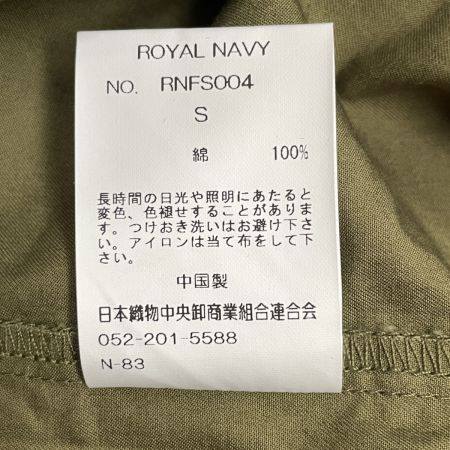 ROYAL NAVY
NO. RNFS004
S
綿 100%
長時間の日光や照明にあたると
変色、色褪せすることがありま
す。つけおき洗いはお避け下さ
い。アイロンは当て布をして下
さい。
中国製
日本織物中央卸商業組合連合会
052-201-5588
N-83